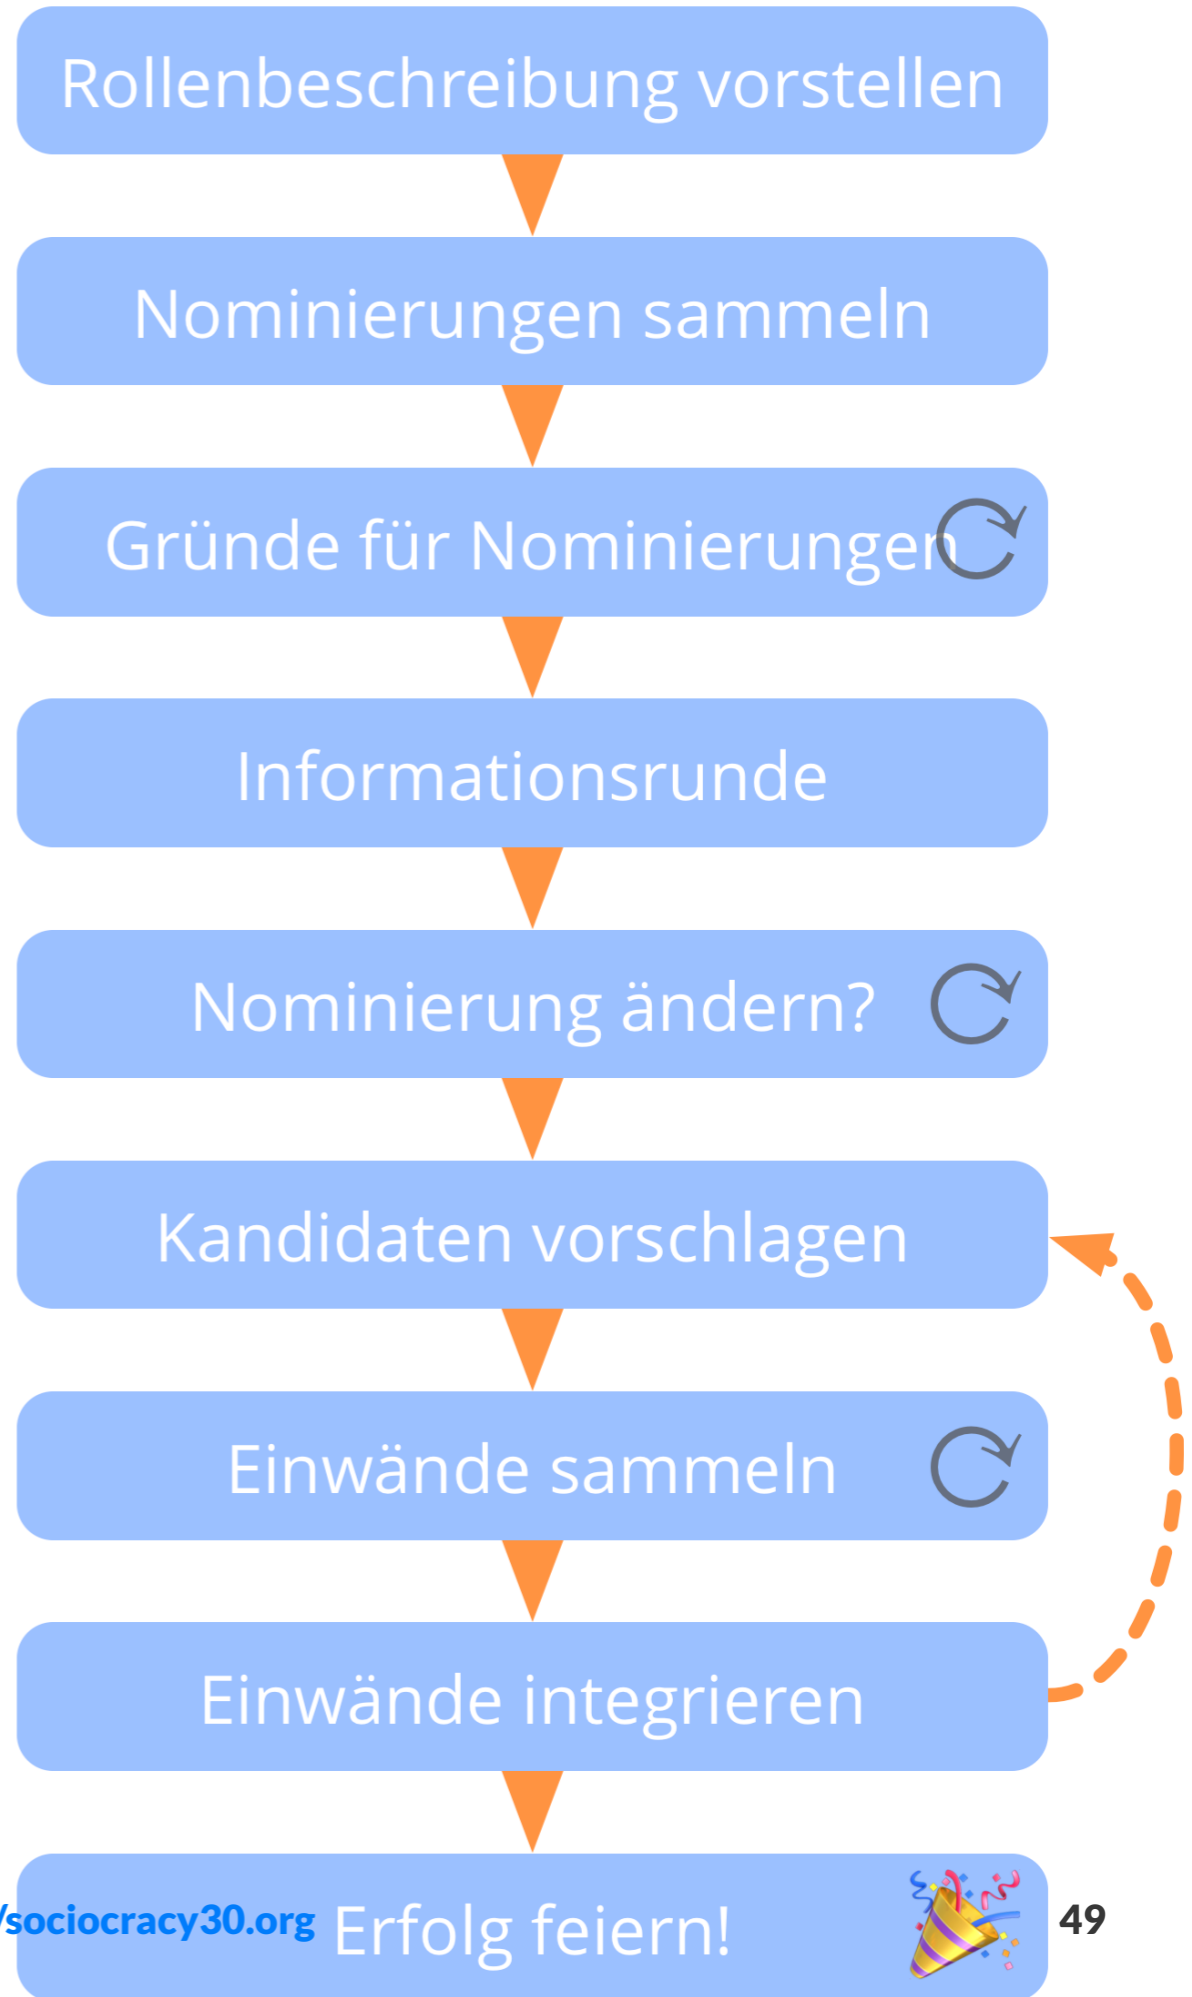 Rollenbeschreibung vorstellen
Nominierungen sammeln
Gründe für Nominierungen
Informationsrunde
Nominierung ändern?
Kandidaten vorschlagen
Einwände sammeln
Einwände integrieren
/sociocracy30.org Erfolg feiern! 49